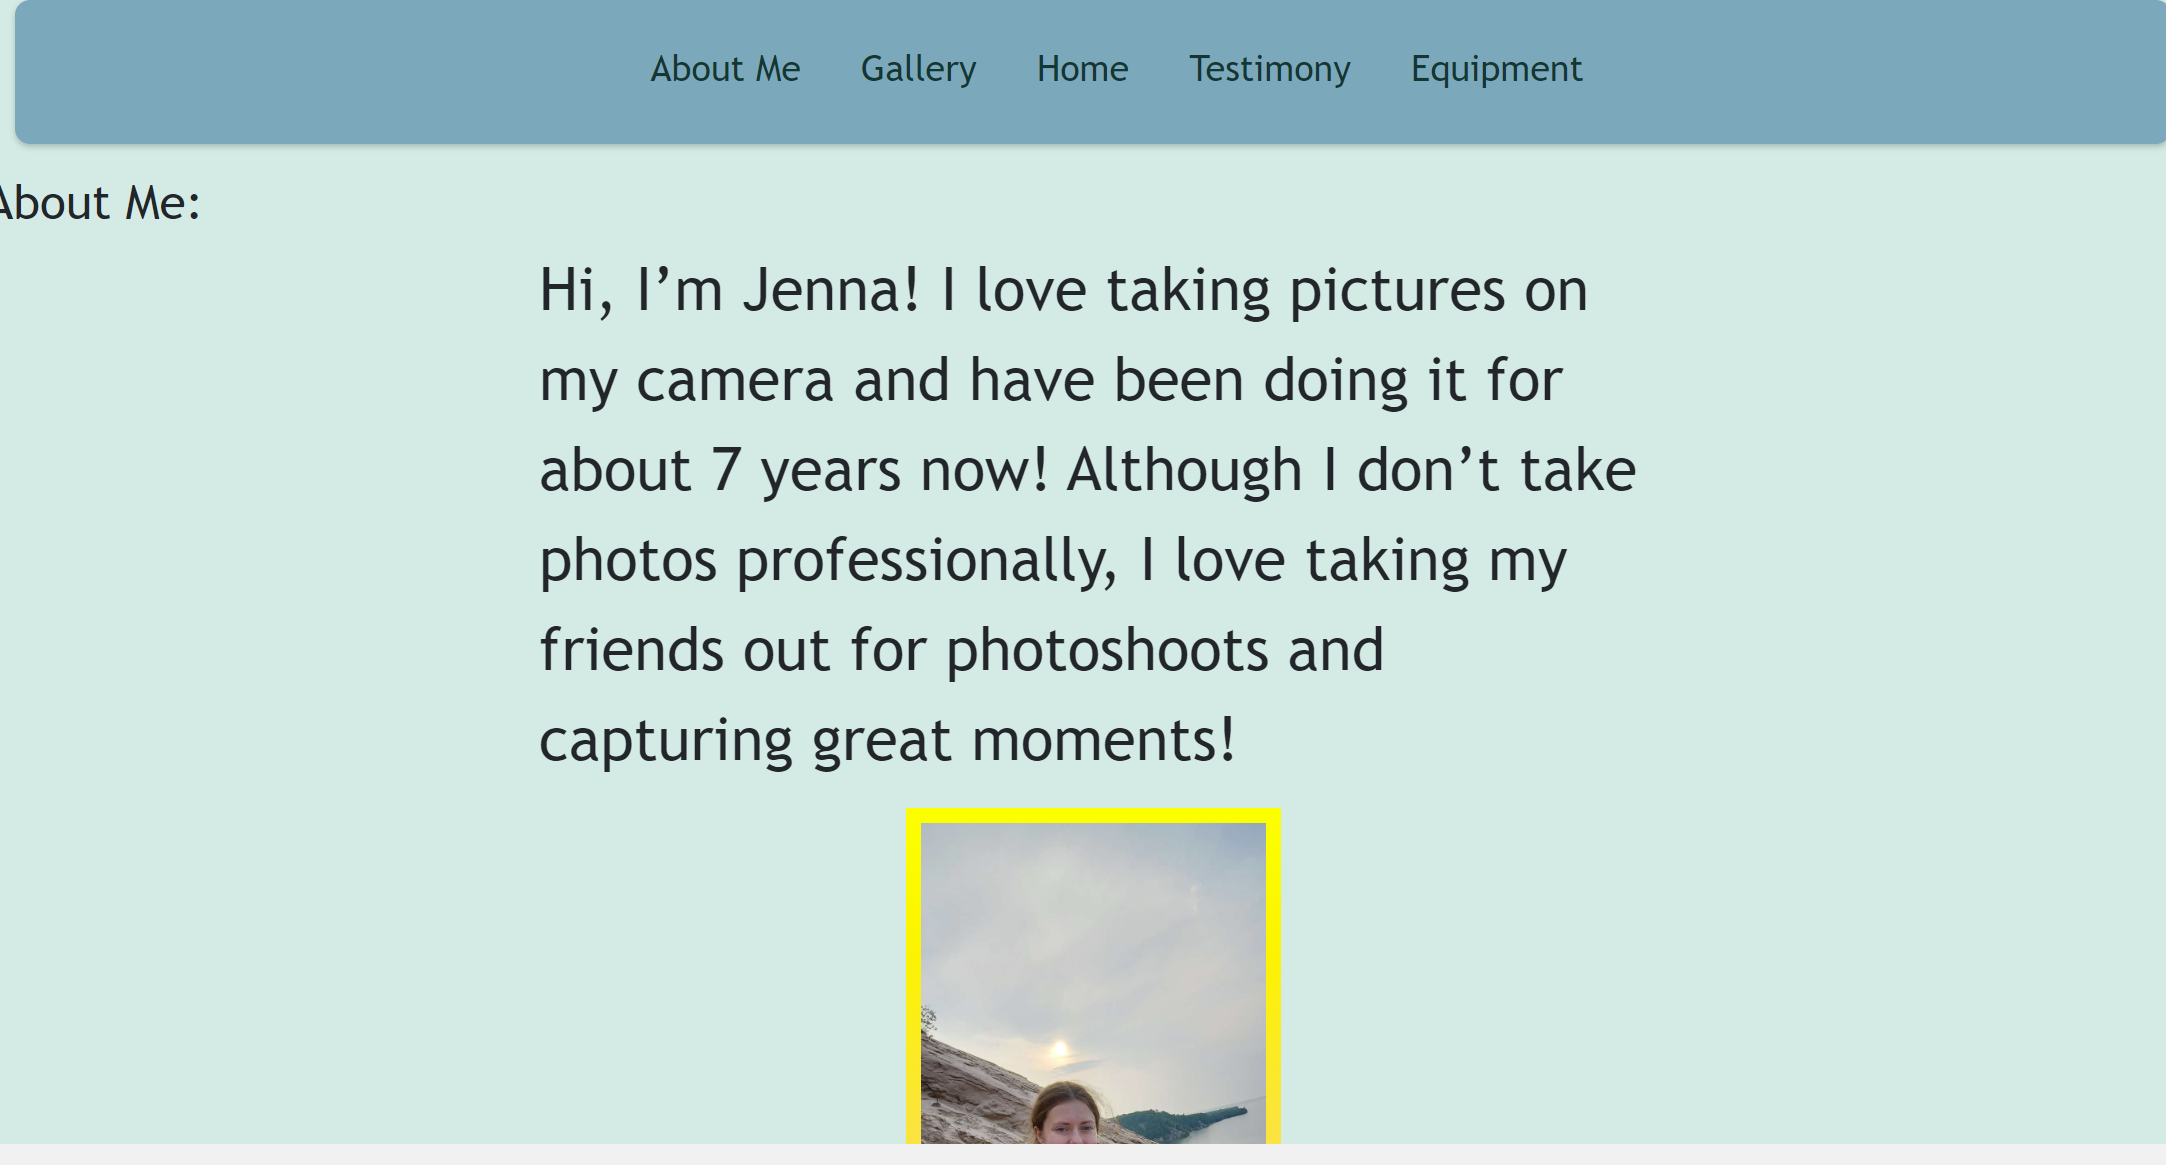 About Me Gallery Home Testimony Equipment
About Me:
Hi, I’m Jenna! I love taking pictures on
my camera and have been doing it for
about 7 years now! Although I don’t take
photos professionally, I love taking my
friends out for photoshoots and
capturing great moments!